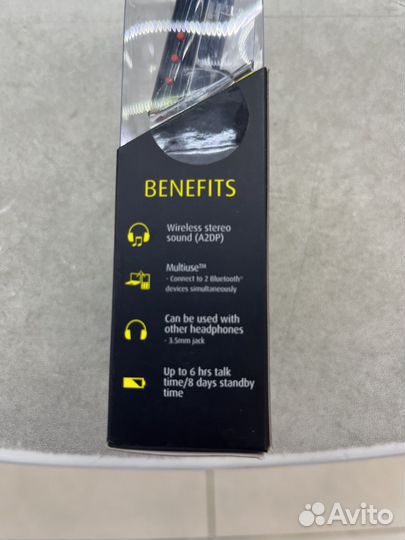 BENEFITS
Wireless stereo
sound (A2DP)
Multiuse™
- Connect to 2 Bluetooth®
devices simultaneously
Can be used with
other headphones
- 3.5mm jack
Up to 6 hrs talk
time/8 days standby
time
Avito